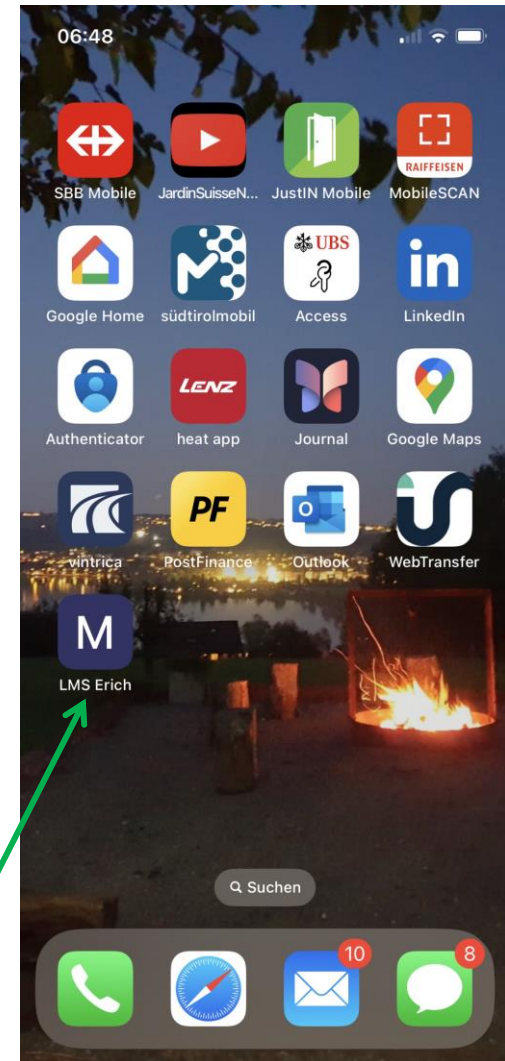 06:48
RAIFFEISEN
SBB Mobile JardinSuisseN... JustIN Mobile MobileSCAN
UBS
in
Google Home südtirolmobil Access LinkedIn
LENZ
Authenticator heat app Journal Google Maps
PF
O
vintrica PostFinance Outlook WebTransfer
M
LMS Erich
Suchen
10 8